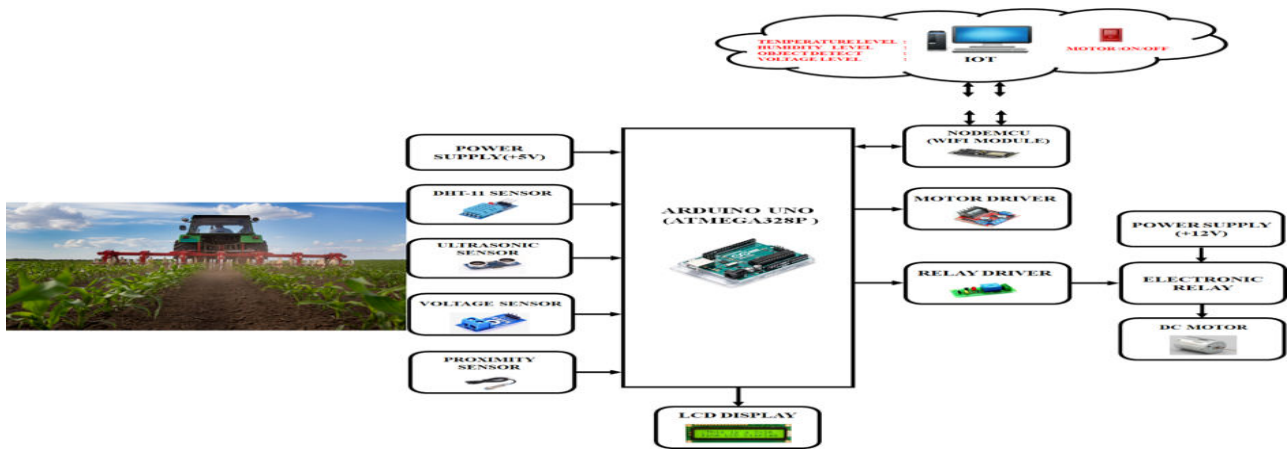 TEMPERATURE LEVEL :
HUMIDITY LEVEL :
OBJECT DETECT :
VOLTAGE LEVEL :
IOT
MOTOR :ON/OFF
NODEMCU
(WIFI MODULE)
POWER
SUPPLY(+5V)
DHT-11 SENSOR
ULTRASONIC
SENSOR
VOLTAGE SENSOR
PROXIMITY
SENSOR
ARDUINO UNO
(ATMEGA328P )
MOTOR DRIVER
RELAY DRIVER
POWER SUPPLY
(+12V)
ELECTRONIC
RELAY
DC MOTOR
LCD DISPLAY